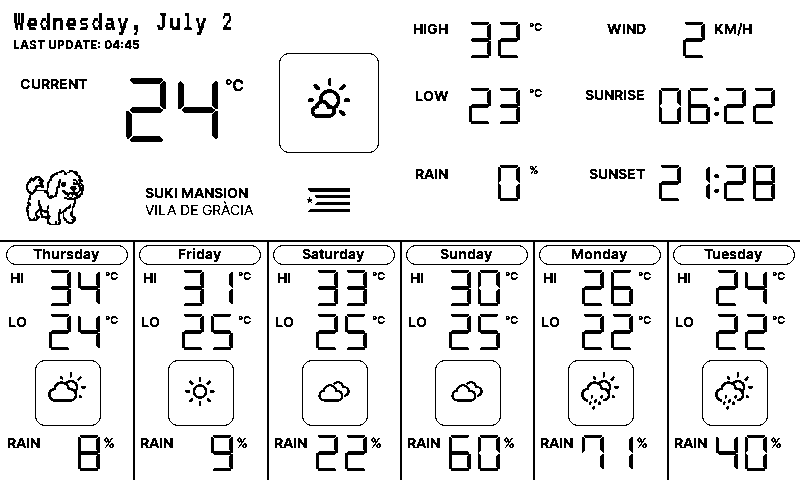 Wednesday, July 2
LAST UPDATE: 04:45
CURRENT 24 °C
SUKI MANSION
VILA DE GRÀCIA
HIGH 32 °C
LOW 23 °C
RAIN 0 %
WIND 2 KM/H
SUNRISE 06:22
SUNSET 21:28
Thursday
HI 34 °C
LO 24 °C
RAIN 8 %
Friday
HI 31 °C
LO 25 °C
RAIN 9 %
Saturday
HI 33 °C
LO 25 °C
RAIN 22 %
Sunday
HI 30 °C
LO 25 °C
RAIN 60 %
Monday
HI 26 °C
LO 22 °C
RAIN 71 %
Tuesday
HI 24 °C
LO 22 °C
RAIN 40 %